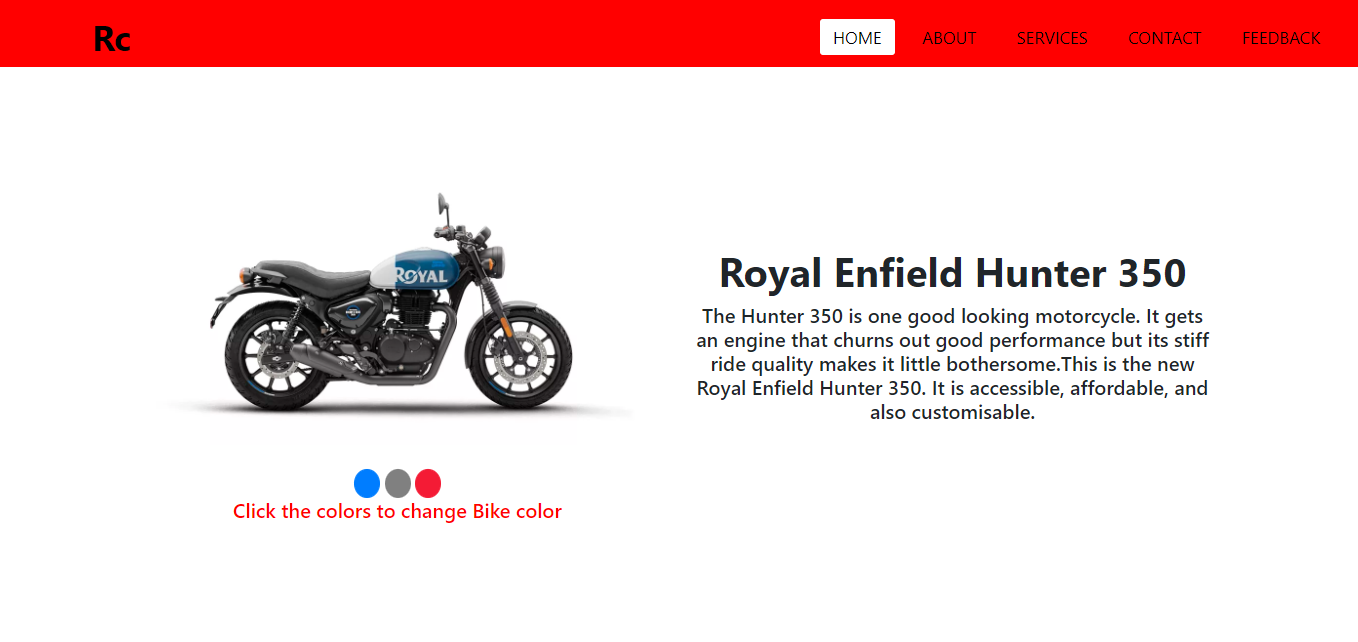 Rc
HOME ABOUT SERVICES CONTACT FEEDBACK
ROYAL
Royal Enfield Hunter 350
The Hunter 350 is one good looking motorcycle. It gets
an engine that churns out good performance but its stiff
ride quality makes it little bothersome.This is the new
Royal Enfield Hunter 350. It is accessible, affordable, and
also customisable.
Click the colors to change Bike color